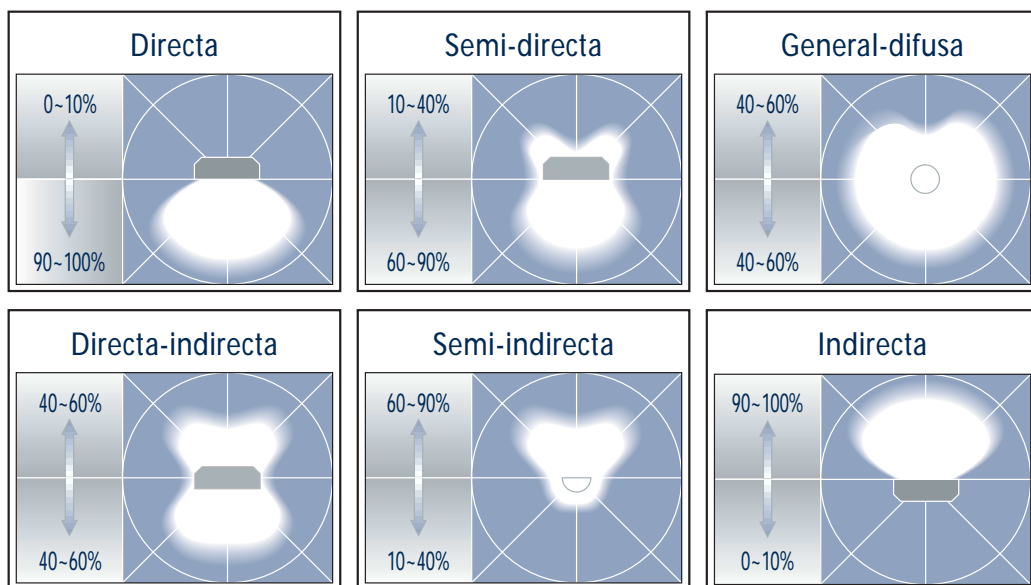 Directa
0~10%
90~100%
Semi-directa
10~40%
60~90%
General-difusa
40~60%
40~60%
Directa-indirecta
40~60%
40~60%
Semi-indirecta
60~90%
10~40%
Indirecta
90~100%
0~10%